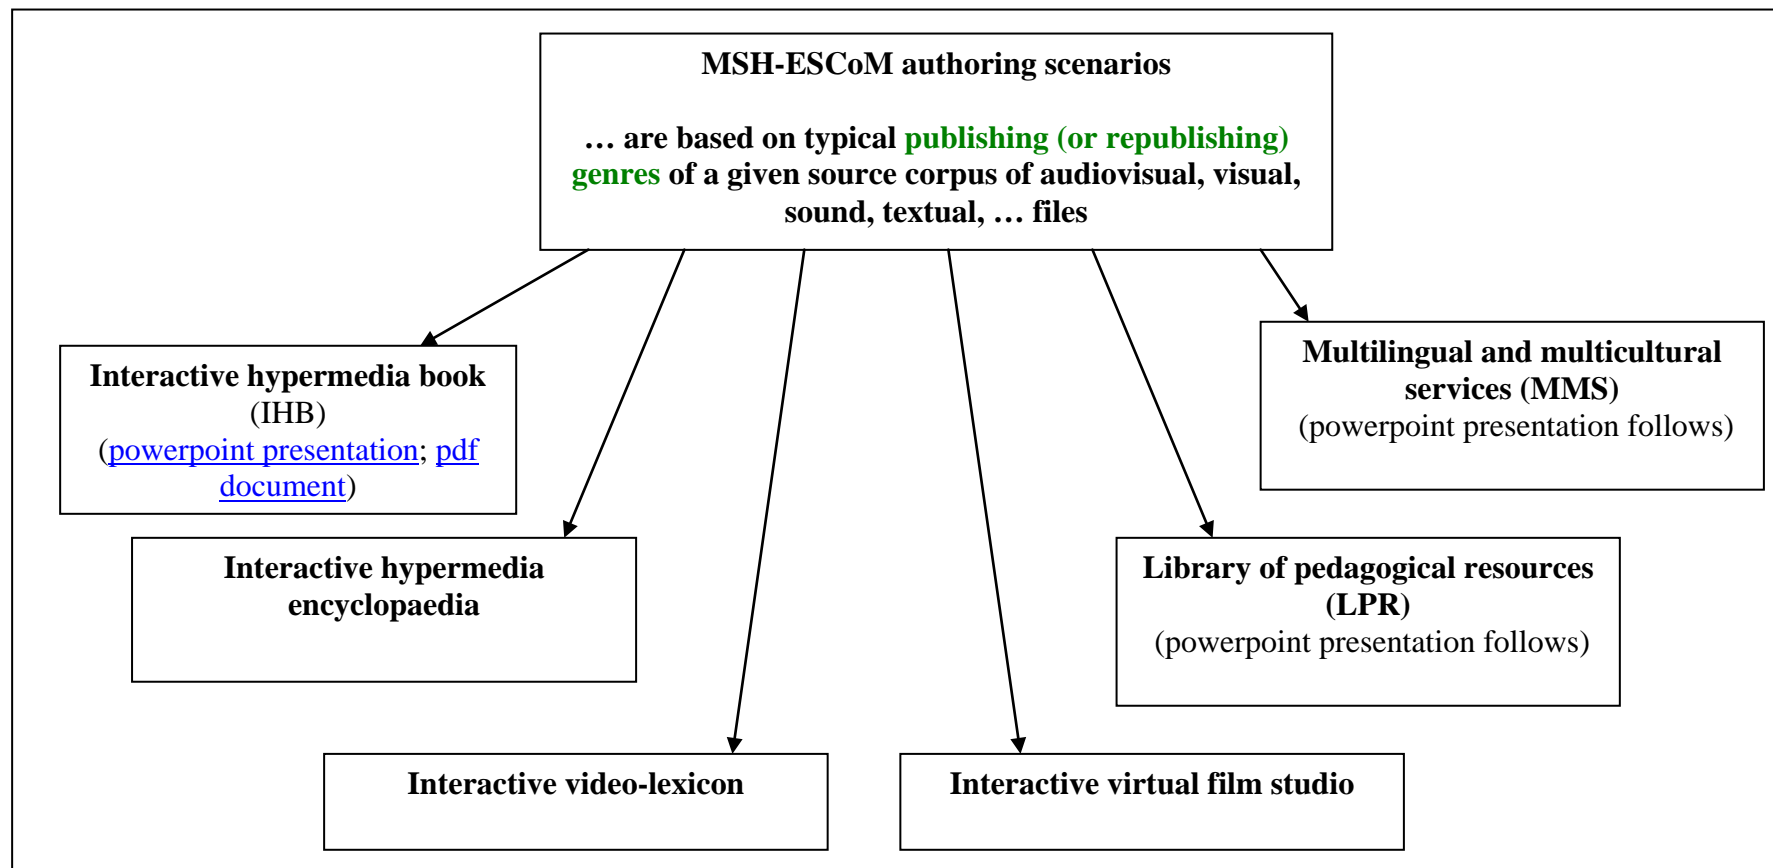 MSH-ESCoM authoring scenarios
… are based on typical publishing (or republishing)
genres of a given source corpus of audiovisual, visual,
sound, textual, … files
Interactive hypermedia book
(IHB)
(powerpoint presentation; pdf
document)
Multilingual and multicultural
services (MMS)
(powerpoint presentation follows)
Interactive hypermedia
encyclopaedia
Library of pedagogical resources
(LPR)
(powerpoint presentation follows)
Interactive video-lexicon
Interactive virtual film studio